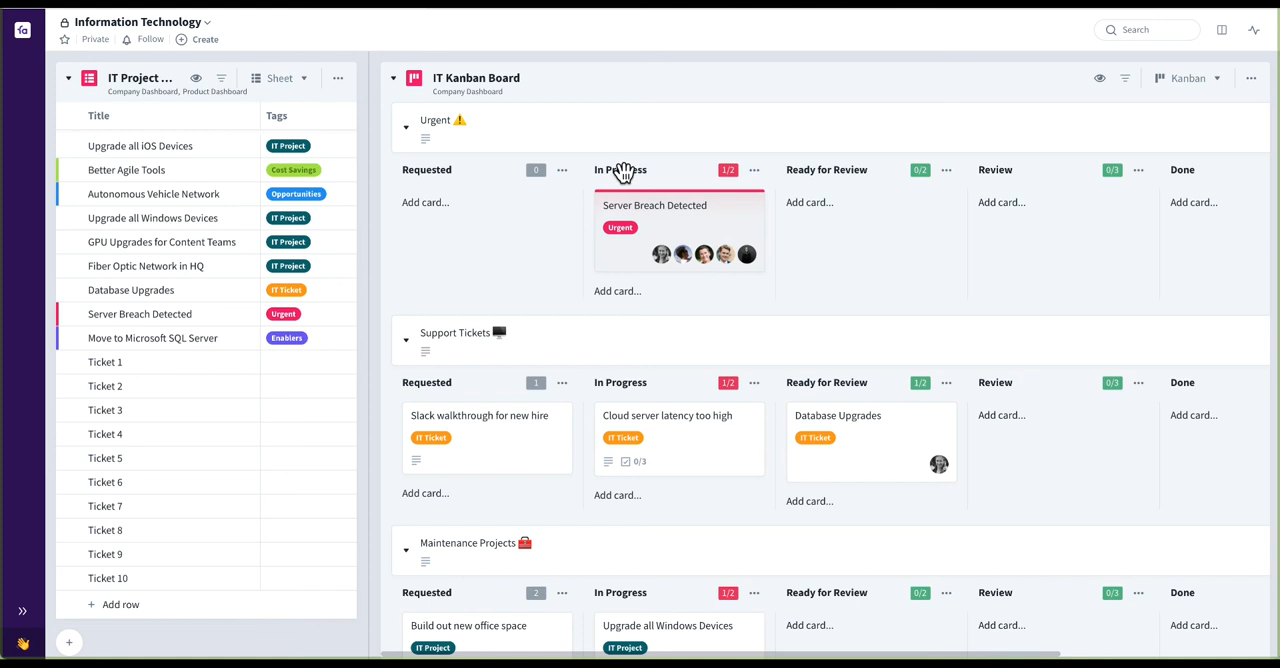 Information Technology
Private Follow Create
Search
IT Project ... Sheet
Company Dashboard, Product Dashboard
Title Tags
Upgrade all iOS Devices IT Project
Better Agile Tools Cost Savings
Autonomous Vehicle Network Opportunities
Upgrade all Windows Devices IT Project
GPU Upgrades for Content Teams IT Project
Fiber Optic Network in HQ IT Project
Database Upgrades IT Ticket
Server Breach Detected Urgent
Move to Microsoft SQL Server Enablers
Ticket 1
Ticket 2
Ticket 3
Ticket 4
Ticket 5
Ticket 6
Ticket 7
Ticket 8
Ticket 9
Ticket 10
+ Add row
IT Kanban Board Kanban
Company Dashboard
Urgent ⚠️
Requested 0 In Progress 1/2 Ready for Review 0/2 Review 0/3 Done
Add card... Server Breach Detected Add card... Add card... Add card...
Urgent
Add card...
Support Tickets 🖥️
Requested 1 In Progress 1/2 Ready for Review 1/2 Review 0/3 Done
Slack walkthrough for new hire Cloud server latency too high Database Upgrades Add card... Add card...
IT Ticket IT Ticket IT Ticket
0/3
Add card... Add card... Add card...
Maintenance Projects 🧰
Requested 2 In Progress 1/2 Ready for Review 0/2 Review 0/3 Done
Build out new office space Upgrade all Windows Devices Add card... Add card... Add card...
IT Project IT Project